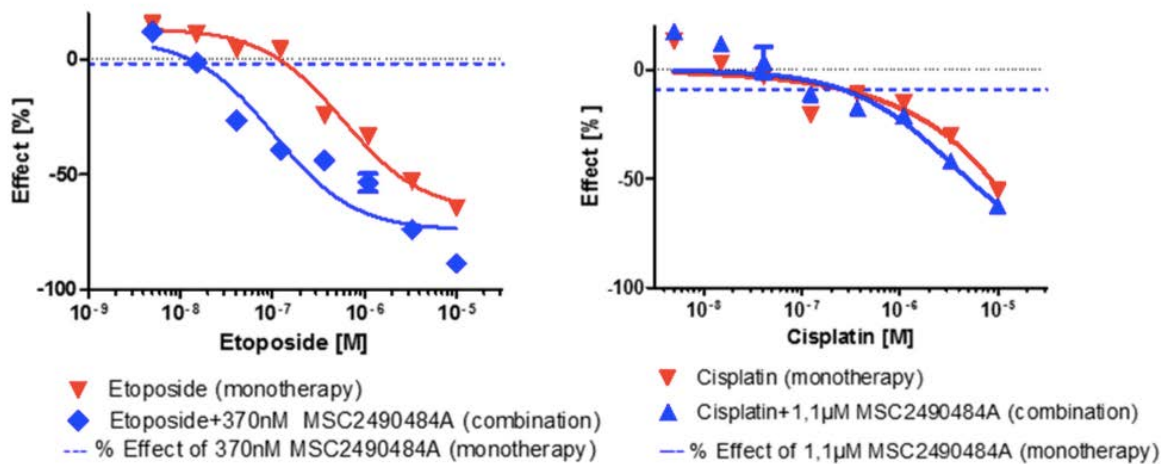 0
-50
-100
Effect [%]
10-9
10-8
10-7
10-6
10-5
Etoposide [M]
Etoposide (monotherapy)
Etoposide+370nM MSC2490484A (combination)
% Effect of 370nM MSC2490484A (monotherapy)
0
-50
-100
Effect [%]
10-8
10-7
10-6
10-5
Cisplatin [M]
Cisplatin (monotherapy)
Cisplatin+1,1µM MSC2490484A (combination)
% Effect of 1,1µM MSC2490484A (monotherapy)